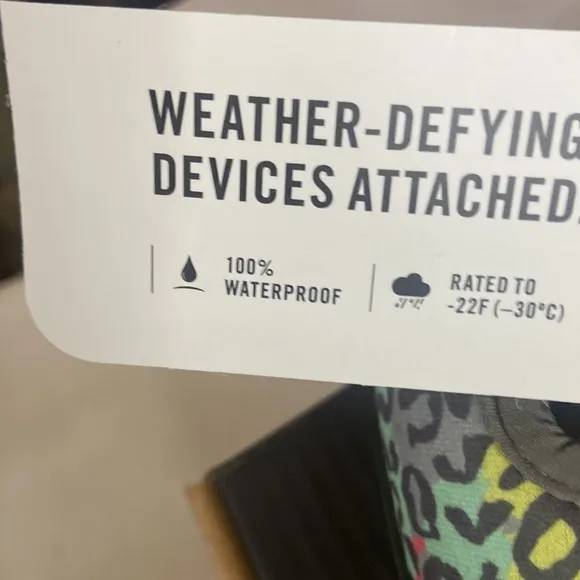 WEATHER-DEFYING
DEVICES ATTACHED.
100%
WATERPROOF
RATED TO
-22F (–30°C)